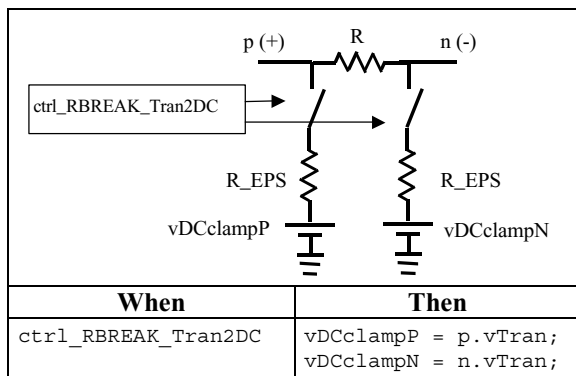 R
p (+)
n (-)
ctrl_RBREAK_Tran2DC
R_EPS
R_EPS
vDCclampP
vDCclampN
When
Then
ctrl_RBREAK_Tran2DC
vDCclampP = p.vTran;
vDCclampN = n.vTran;